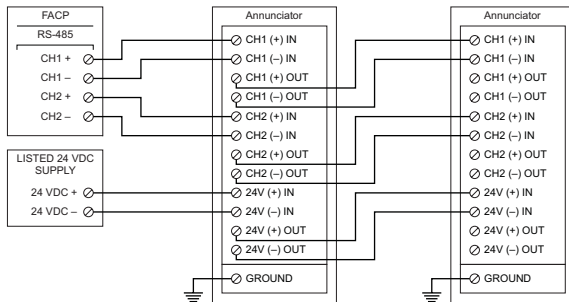 FACP
RS-485
CH1 +
CH1 –
CH2 +
CH2 –
LISTED 24 VDC
SUPPLY
24 VDC +
24 VDC –
Annunciator
CH1 (+) IN
CH1 (–) IN
CH1 (+) OUT
CH1 (–) OUT
CH2 (+) IN
CH2 (–) IN
CH2 (+) OUT
CH2 (–) OUT
24V (+) IN
24V (–) IN
24V (+) OUT
24V (–) OUT
GROUND
Annunciator
CH1 (+) IN
CH1 (–) IN
CH1 (+) OUT
CH1 (–) OUT
CH2 (+) IN
CH2 (–) IN
CH2 (+) OUT
CH2 (–) OUT
24V (+) IN
24V (–) IN
24V (+) OUT
24V (–) OUT
GROUND